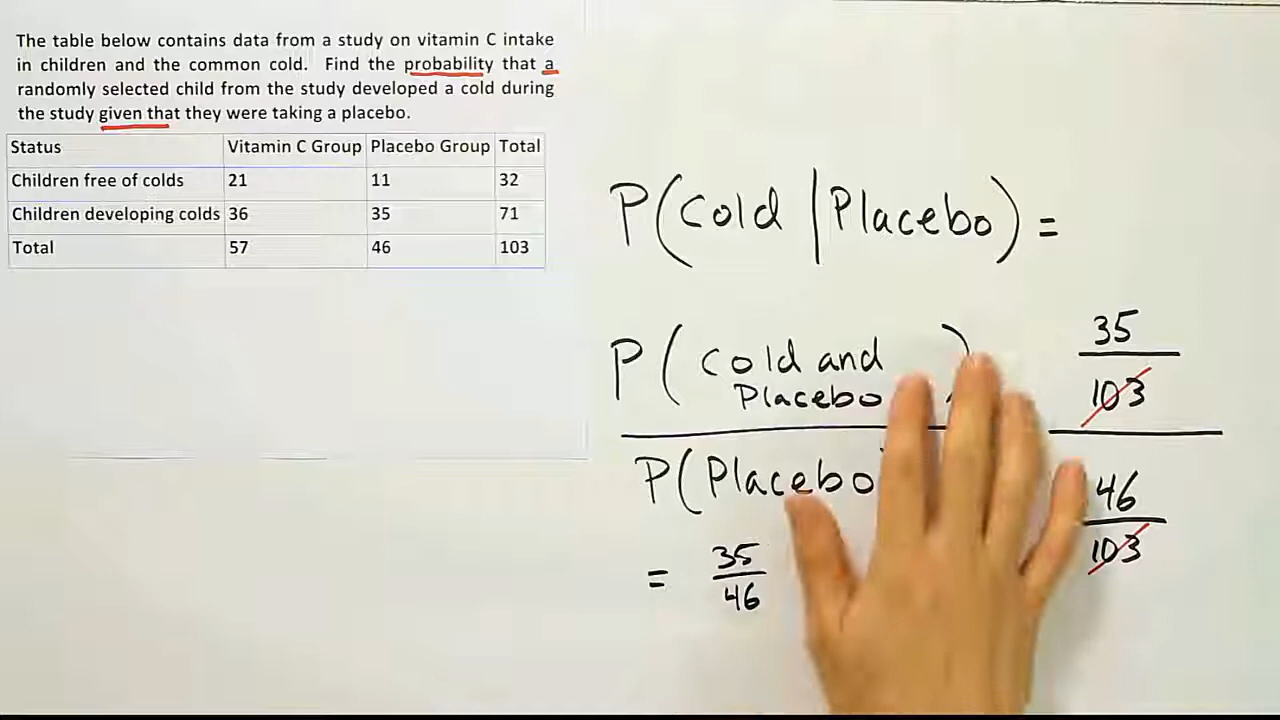 The table below contains data from a study on vitamin C intake
in children and the common cold. Find the probability that a
randomly selected child from the study developed a cold during
the study given that they were taking a placebo.
Status Vitamin C Group Placebo Group Total
Children free of colds 21 11 32
Children developing colds 36 35 71
Total 57 46 103
P(Cold | Placebo) =
P(Cold and
Placebo)
35
103
P(Placebo)
46
103
= 35
46